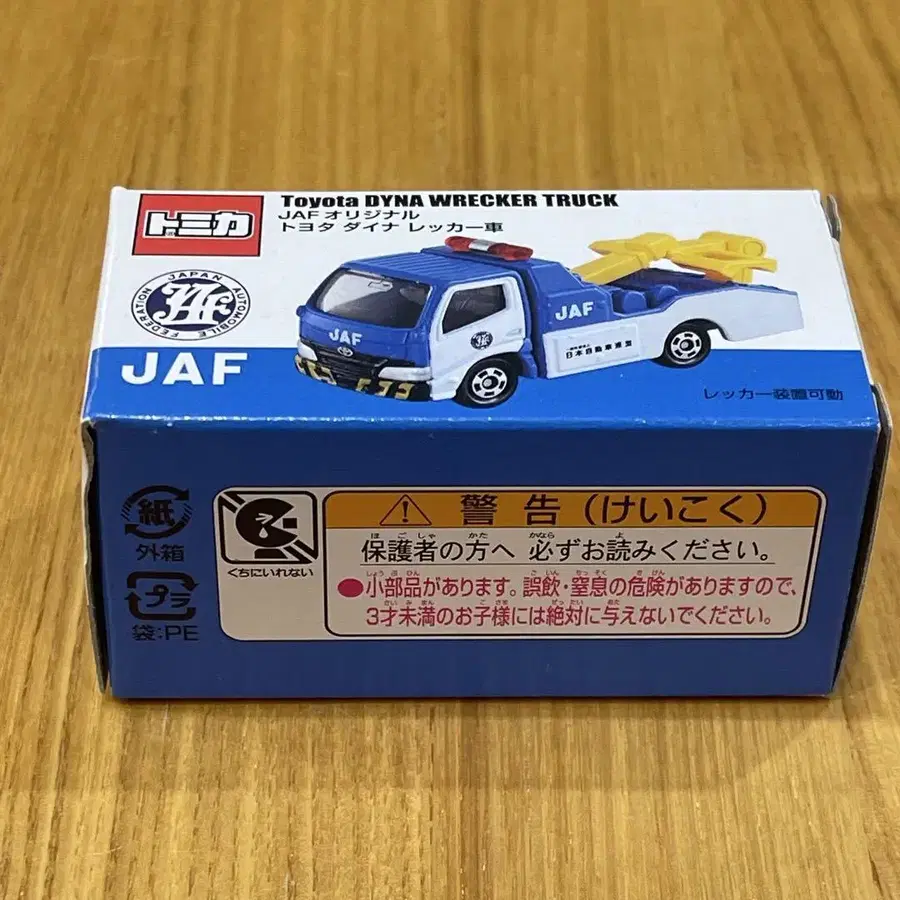 トミカ
Toyota DYNA WRECKER TRUCK
JAF オリジナル
トヨタ ダイナ レッカー車
JAPAN AUTOMOBILE FEDERATION
JAF
JAF
JAF
JAF
日本自動車連盟
レッカー装置可動
紙
外箱
プラ
袋:PE
くちにいれない
警告(けいこく)
保護者の方へ 必ずお読みください。
●小部品があります。誤飲・窒息の危険がありますので、
3才未満のお子様には絶対に与えないでください。